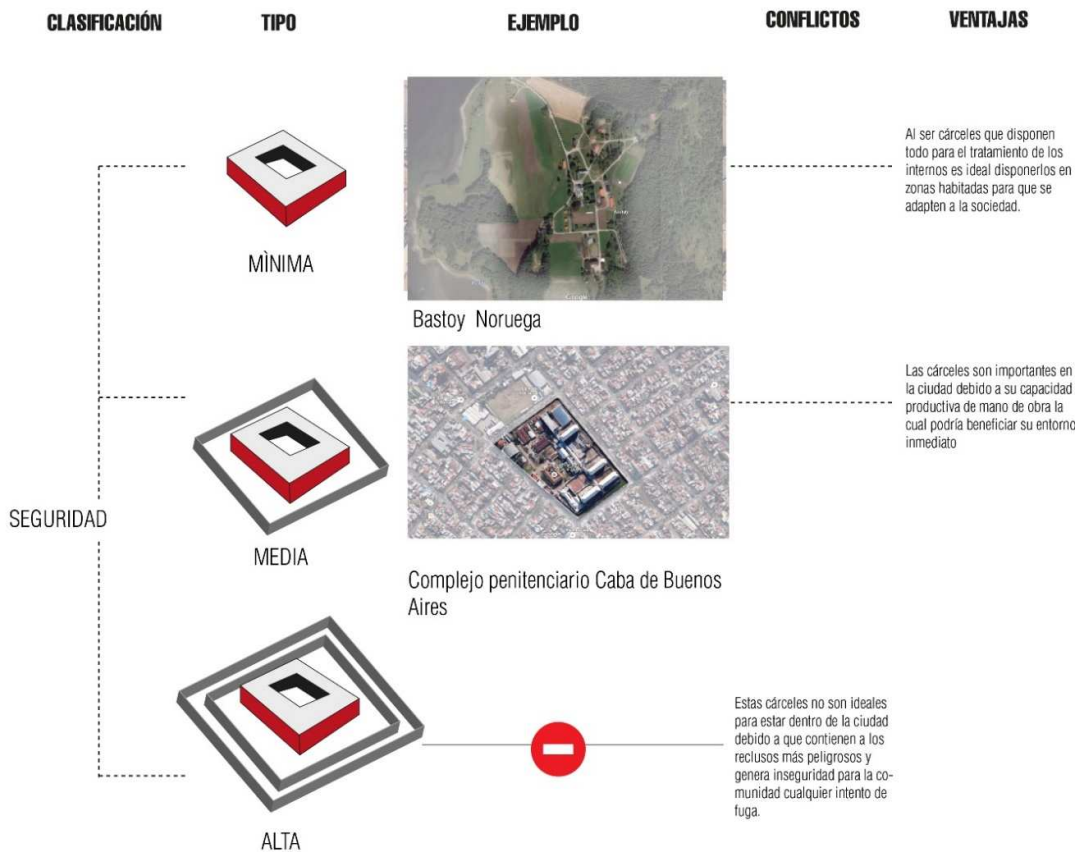 CLASIFICACIÓN
TIPO
EJEMPLO
CONFLICTOS
VENTAJAS
MÌNIMA
Bastoy Noruega
Al ser cárceles que disponen
todo para el tratamiento de los
internos es ideal disponerlos en
zonas habitadas para que se
adapten a la sociedad.
SEGURIDAD
MEDIA
Complejo penitenciario Caba de Buenos
Aires
Las cárceles son importantes en
la ciudad debido a su capacidad
productiva de mano de obra la
cual podría beneficiar su entorno
inmediato
ALTA
Estas cárceles no son ideales
para estar dentro de la ciudad
debido a que contienen a los
reclusos más peligrosos y
genera inseguridad para la co-
munidad cualquier intento de
fuga.